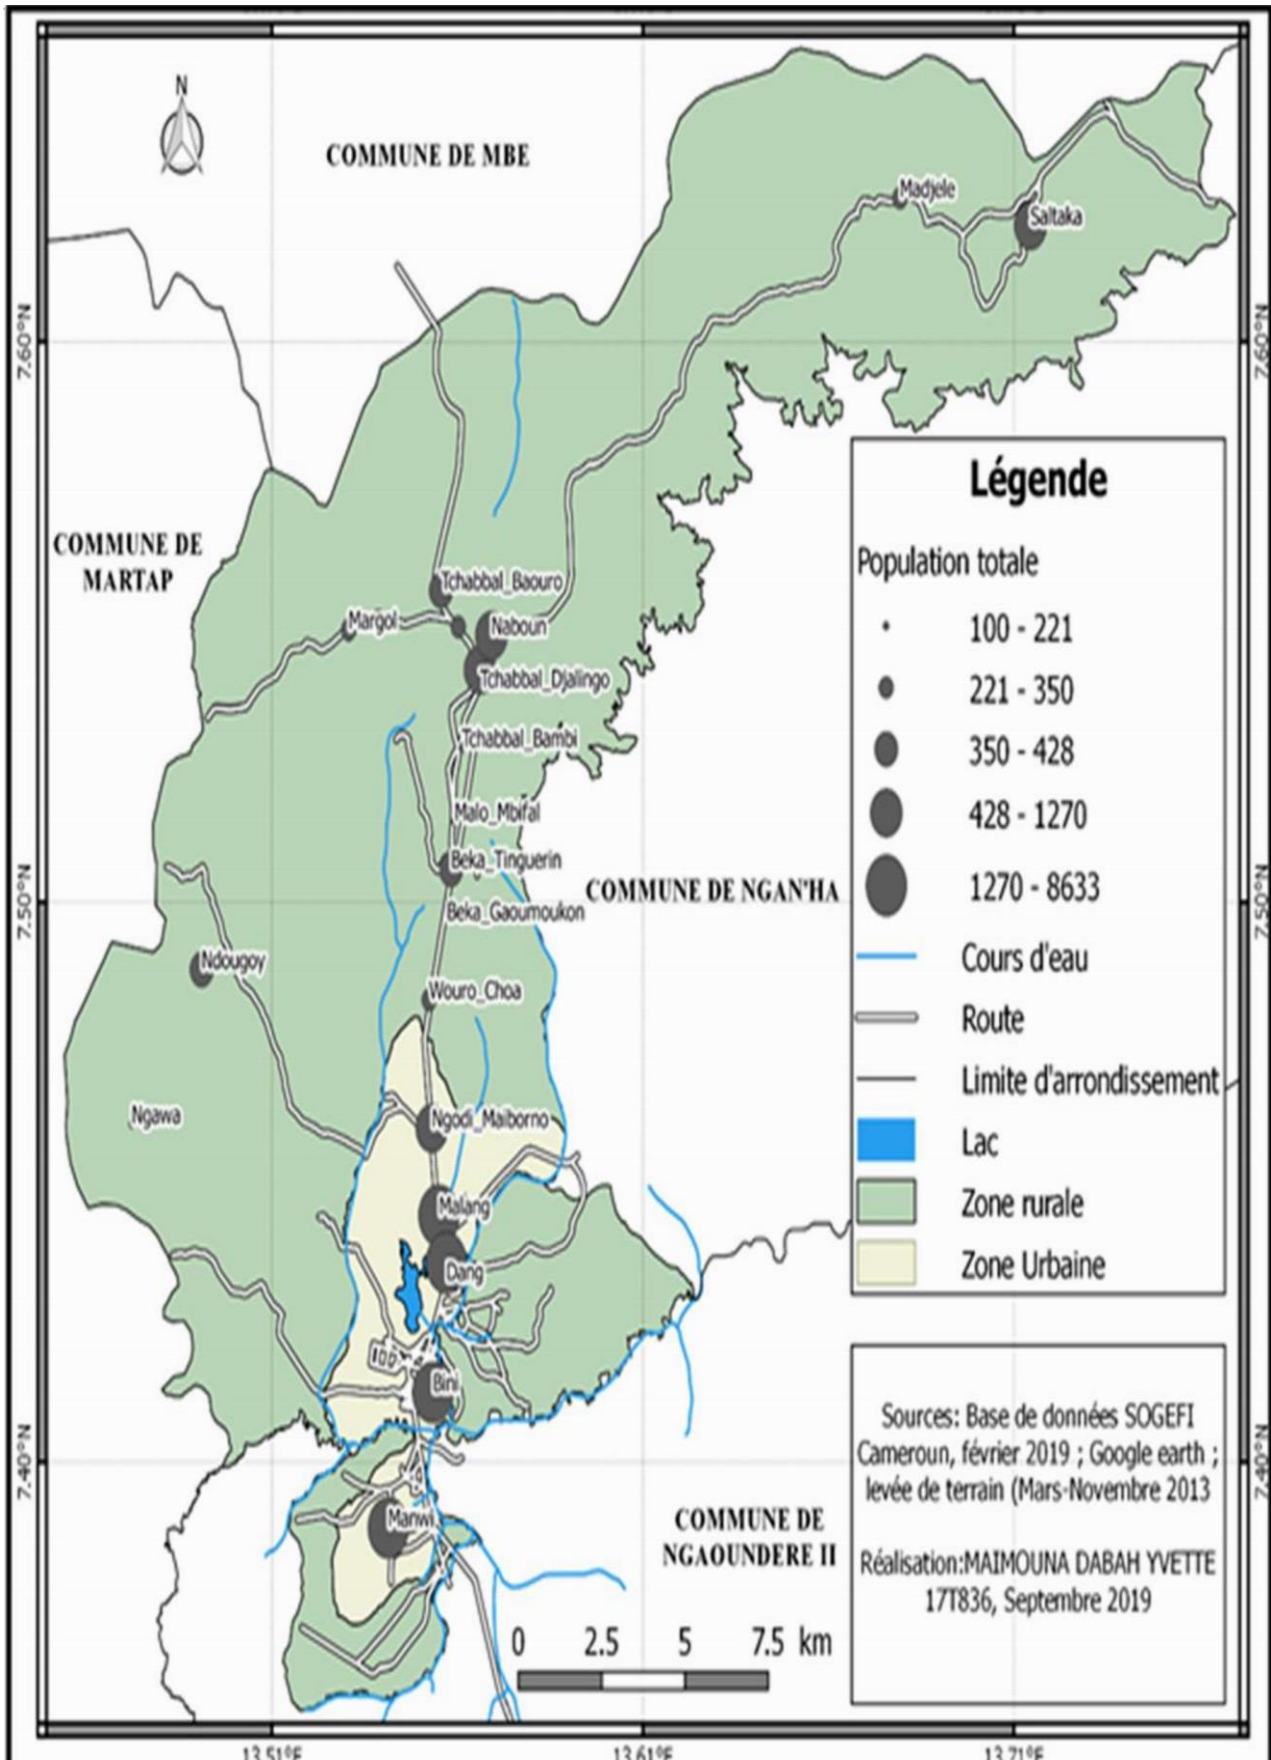 N
COMMUNE DE MBE
Madjele
Saltaka
7.60°N
7.60°N
COMMUNE DE
MARTAP
Tchabbal_Baouro
Margol
Naboun
Tchabbal_Djalingo
Tchabbal_Bambi
Malo_Mbifal
Beka_Tinguerin
COMMUNE DE NGAN'HA
7.50°N
7.50°N
Beka_Gaoumoukon
Ndougoy
Wouro_Choa
Ngawa
Ngodi_Maiborno
Malang
Dang
Bini
7.40°N
7.40°N
Manwi
COMMUNE DE
NGAOUNDERE II
Légende
Population totale
100 - 221
221 - 350
350 - 428
428 - 1270
1270 - 8633
Cours d'eau
Route
Limite d'arrondissement
Lac
Zone rurale
Zone Urbaine
Sources: Base de données SOGEFI
Cameroun, février 2019 ; Google earth ;
levée de terrain (Mars-Novembre 2013
Réalisation:MAIMOUNA DABAH YVETTE
17T836, Septembre 2019
0 2.5 5 7.5 km
13.51°E 13.61°E 13.71°E